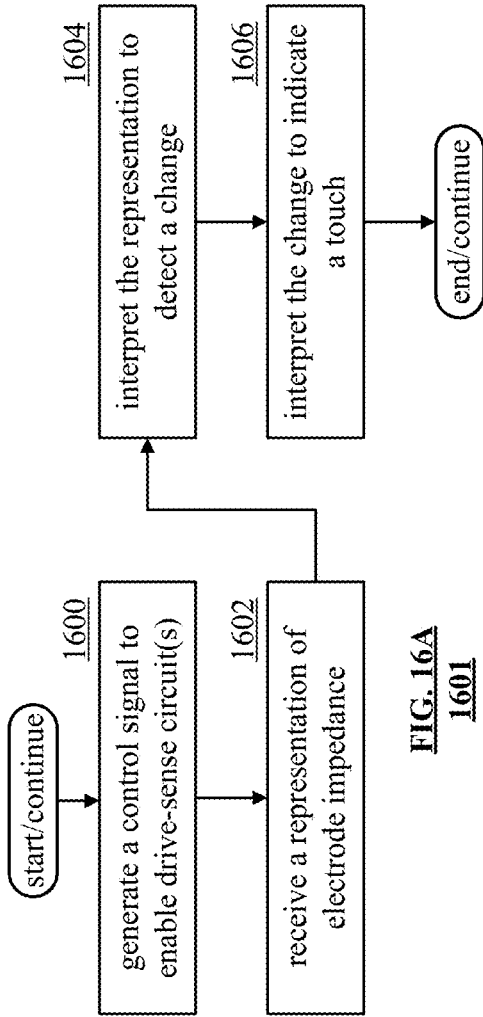 start/continue
1600
generate a control signal to
enable drive-sense circuit(s)
1602
receive a representation of
electrode impedance
1604
interpret the representation to
detect a change
1606
interpret the change to indicate
a touch
end/continue
FIG. 16A
1601